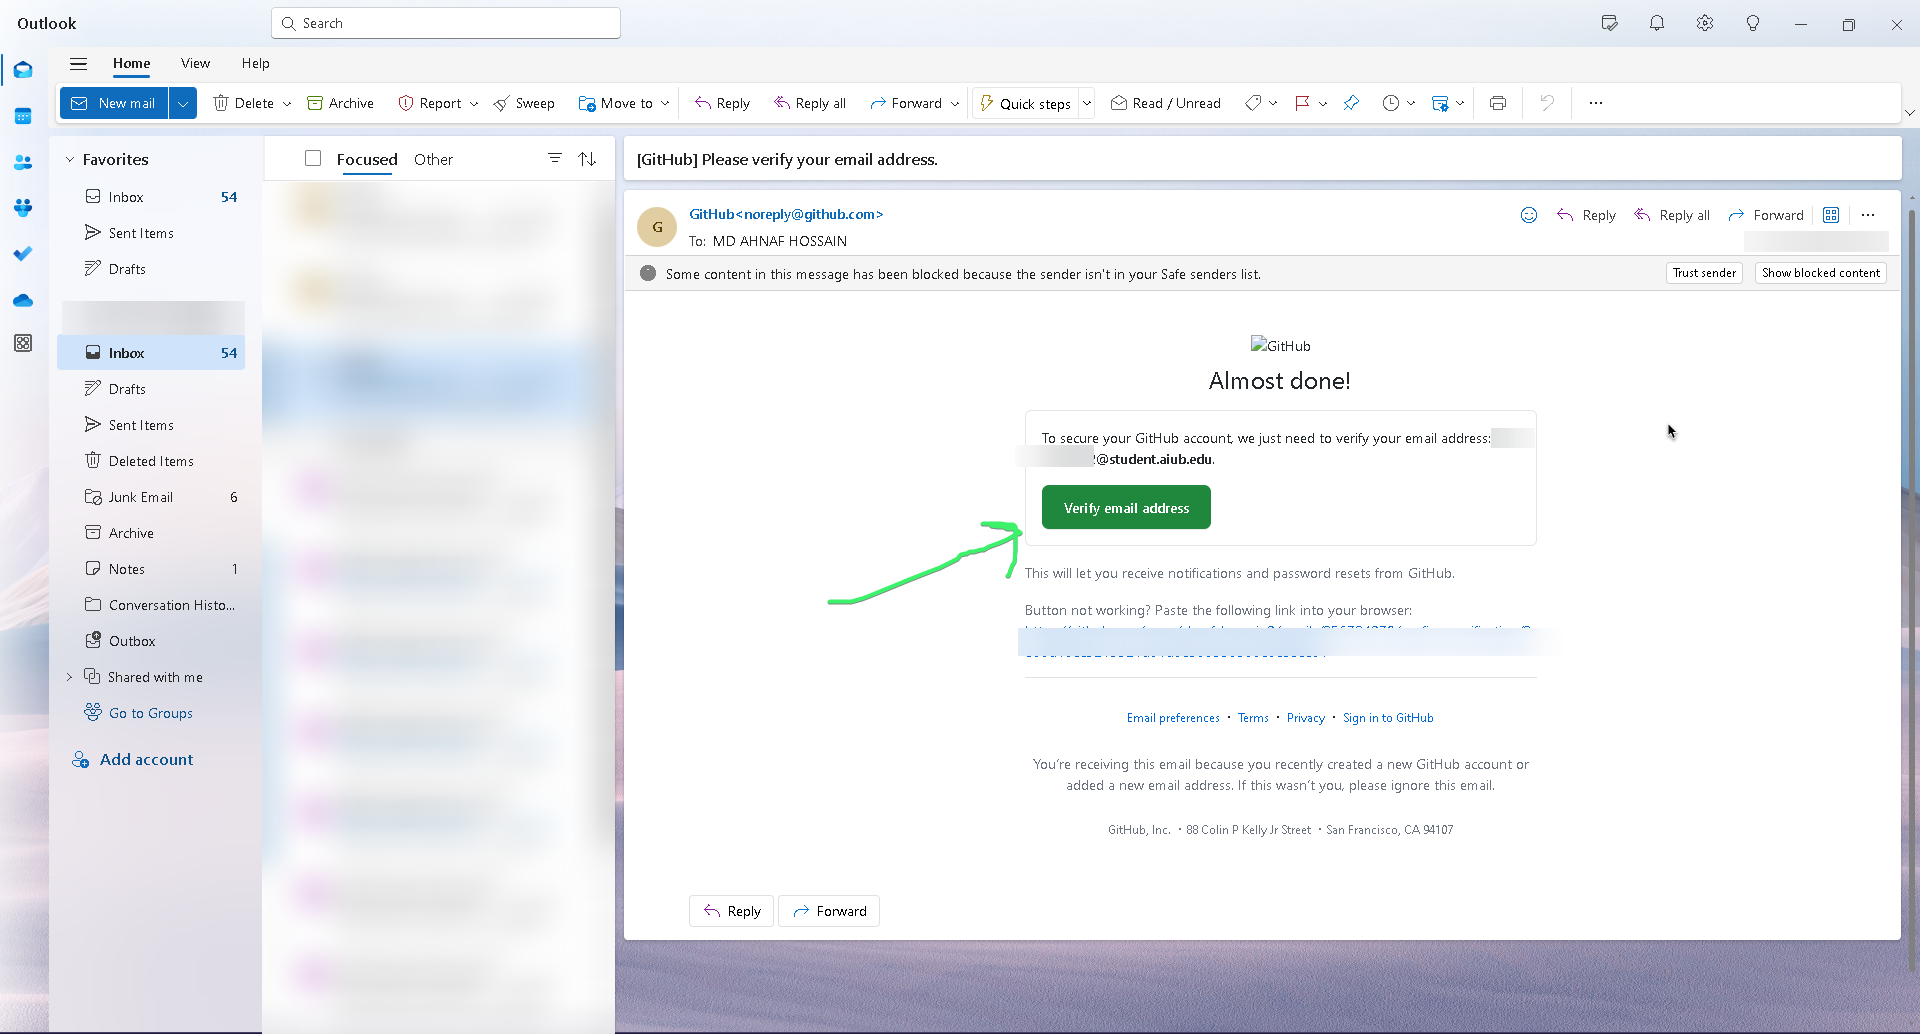 Outlook
Search
Home View Help
New mail Delete Archive Report Sweep Move to Reply Reply all Forward Quick steps Read / Unread
Favorites
Inbox 54
Sent Items
Drafts
Inbox 54
Drafts
Sent Items
Deleted Items
Junk Email 6
Archive
Notes 1
Conversation Histo...
Outbox
Shared with me
Go to Groups
Add account
Focused Other
[GitHub] Please verify your email address.
G
GitHub<noreply@github.com>
To: MD AHNAF HOSSAIN
Reply Reply all Forward
Some content in this message has been blocked because the sender isn't in your Safe senders list.
Trust sender Show blocked content
GitHub
Almost done!
To secure your GitHub account, we just need to verify your email address:
@student.aiub.edu.
Verify email address
This will let you receive notifications and password resets from GitHub.
Button not working? Paste the following link into your browser:
Email preferences · Terms · Privacy · Sign in to GitHub
You're receiving this email because you recently created a new GitHub account or
added a new email address. If this wasn't you, please ignore this email.
GitHub, Inc. · 88 Colin P Kelly Jr Street · San Francisco, CA 94107
Reply Forward